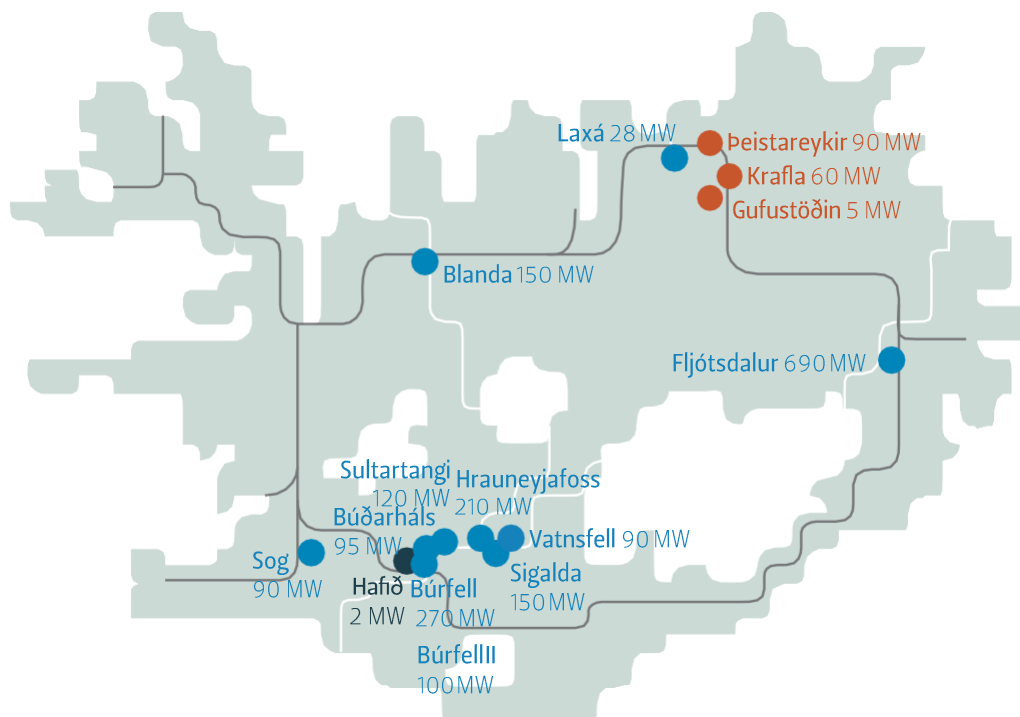 Laxá 28 MW
Þeistareykir 90 MW
Krafla 60 MW
Gufustöðin 5 MW
Blanda 150 MW
Fljótsdalur 690 MW
Sultartangi
120 MW
Hrauneyjafoss
210 MW
Búðarháls
95 MW
Vatnsfell 90 MW
Sog
90 MW
Sigalda
150 MW
Hafið
2 MW
Búrfell
270 MW
BúrfellII
100 MW